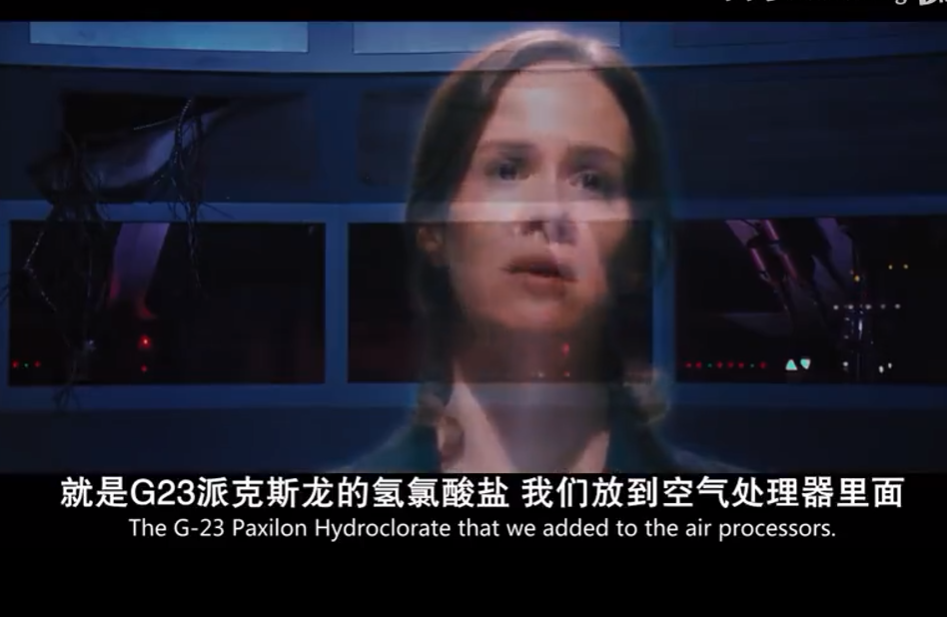 就是G23派克斯龙的氢氯酸盐 我们放到空气处理器里面
The G-23 Paxilon Hydroclorate that we added to the air processors.